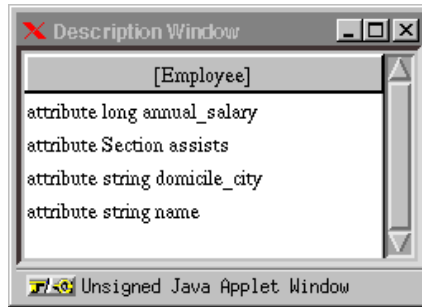 Description Window
[Employee]
attribute long annual_salary
attribute Section assists
attribute string domicile_city
attribute string name
Unsigned Java Applet Window